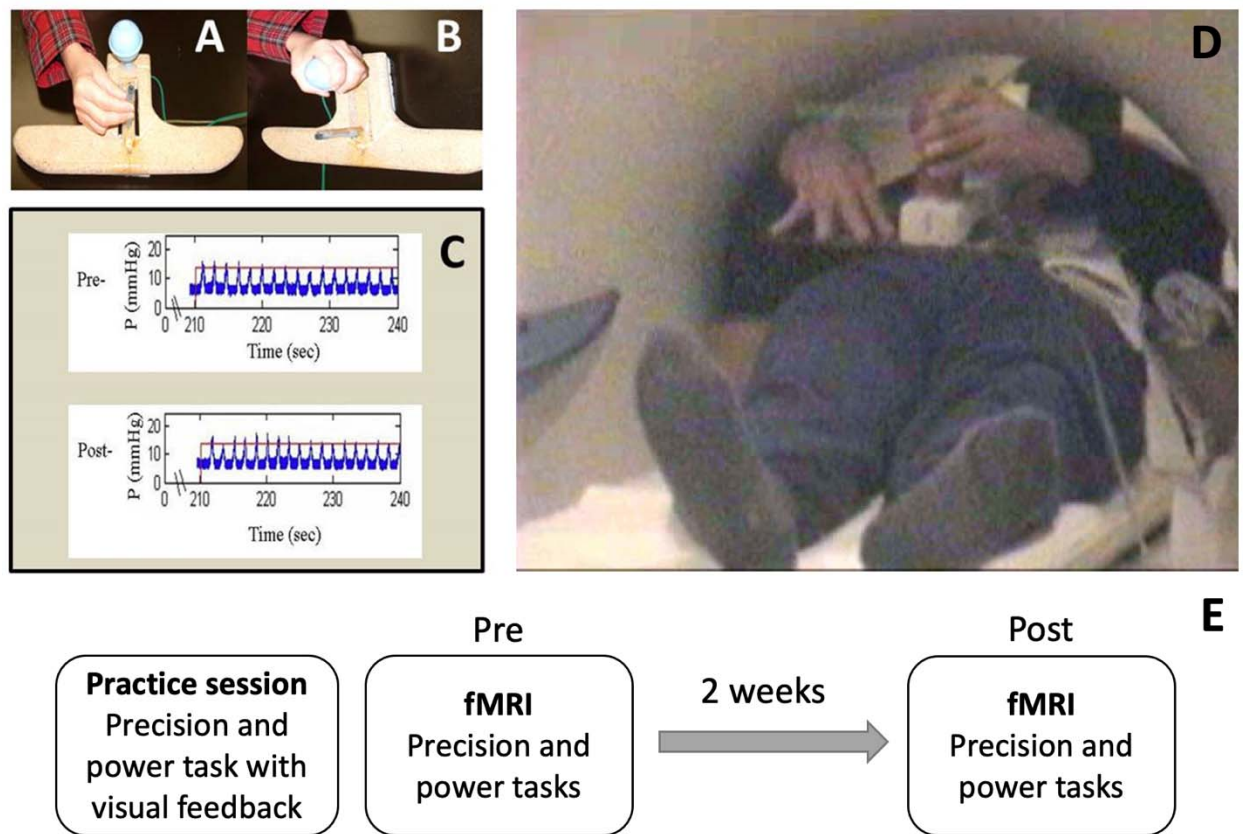 A
B
D
C
Pre-
P (mmHg)
20
10
0
0 210 220 230 240
Time (sec)
Post-
P (mmHg)
20
10
0
0 210 220 230 240
Time (sec)
E
Pre
Post
Practice session
Precision and
power task with
visual feedback
fMRI
Precision and
power tasks
2 weeks
fMRI
Precision and
power tasks